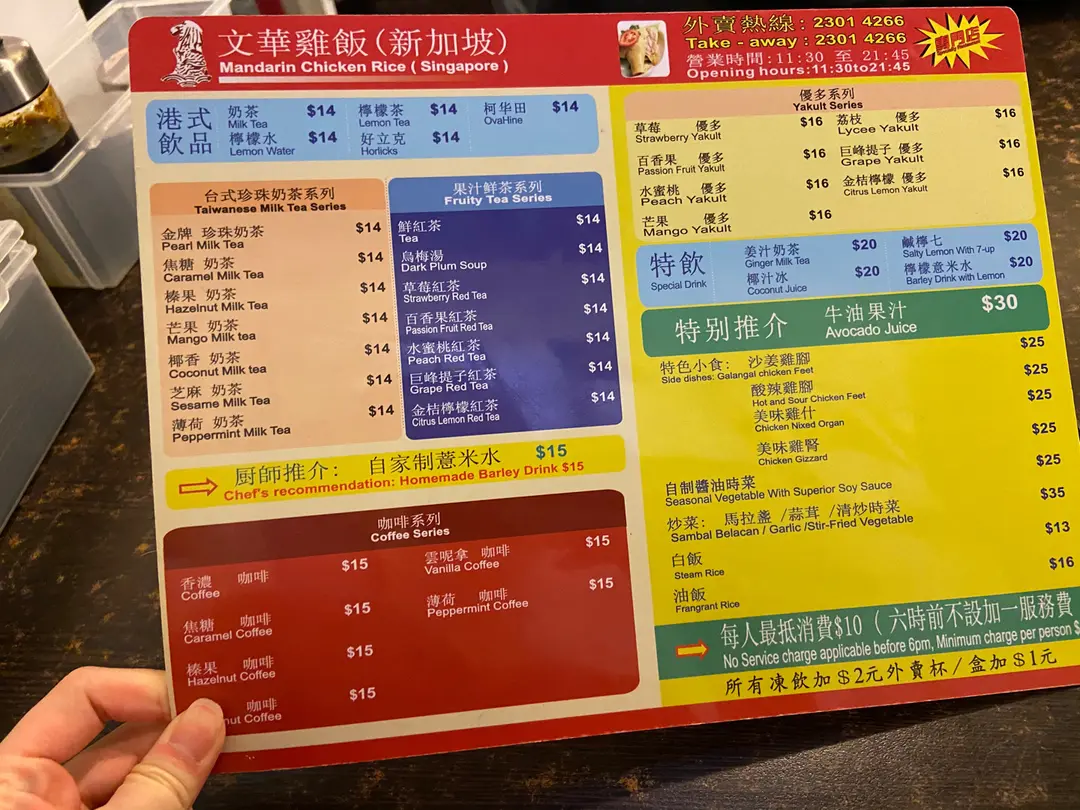 文華雞飯(新加坡)
Mandarin Chicken Rice ( Singapore )
外賣熱線：2301 4266
Take - away : 2301 4266
營業時間:11:30 至 21:45
Opening hours:11:30to21:45
專門店
港式
飲品
奶茶 $14
Milk Tea
檸檬水 $14
Lemon Water
檸檬茶 $14
Lemon Tea
好立克 $14
Horlicks
柯华田 $14
OvaHine
台式珍珠奶茶系列
Taiwanese Milk Tea Series
金牌 珍珠奶茶 $14
Pearl Milk Tea
焦糖 奶茶 $14
Caramel Milk Tea
榛果 奶茶 $14
Hazelnut Milk Tea
芒果 奶茶 $14
Mango Milk tea
椰香 奶茶 $14
Coconut Milk tea
芝麻 奶茶 $14
Sesame Milk Tea
薄荷 奶茶 $14
Peppermint Milk Tea
果汁鮮茶系列
Fruity Tea Series
鮮紅茶 $14
Tea
烏梅湯 $14
Dark Plum Soup
草莓紅茶 $14
Strawberry Red Tea
百香果紅茶 $14
Passion Fruit Red Tea
水蜜桃紅茶 $14
Peach Red Tea
巨峰提子紅茶 $14
Grape Red Tea
金桔檸檬紅茶 $14
Citrus Lemon Red Tea
厨師推介： 自家制薏米水 $15
Chef's recommendation: Homemade Barley Drink $15
咖啡系列
Coffee Series
香濃 咖啡 $15
Coffee
焦糖 咖啡 $15
Caramel Coffee
榛果 咖啡 $15
Hazelnut Coffee
咖啡 $15
nut Coffee
雲呢拿 咖啡 $15
Vanilla Coffee
薄荷 咖啡 $15
Peppermint Coffee
優多系列
Yakult Series
草莓 優多 $16
Strawberry Yakult
百香果 優多 $16
Passion Fruit Yakult
水蜜桃 優多 $16
Peach Yakult
芒果 優多 $16
Mango Yakult
荔枝 優多 $16
Lycee Yakult
巨峰提子 優多 $16
Grape Yakult
金桔檸檬 優多 $16
Citrus Lemon Yakult
特飲
Special Drink
姜汁奶茶 $20
Ginger Milk Tea
椰汁冰 $20
Coconut Juice
鹹檸七 $20
Salty Lemon With 7-up
檸檬意米水 $20
Barley Drink with Lemon
特别推介 牛油果汁 $30
Avocado Juice
特色小食: 沙姜雞腳 $25
Side dishes: Galangal chicken Feet
酸辣雞腳 $25
Hot and Sour Chicken Feet
美味雞什 $25
Chicken Nixed Organ
美味雞腎 $25
Chicken Gizzard
自制醬油時菜 $25
Seasonal Vegetable With Superior Soy Sauce
炒菜: 馬拉盞 /蒜茸 /清炒時菜 $35
Sambal Belacan / Garlic /Stir-Fried Vegetable
白飯 $13
Steam Rice
油飯 $16
Frangrant Rice
每人最抵消費$10 ( 六時前不設加一服務費
No Service charge applicable before 6pm, Minimum charge per person $
所有凍飲加 $2元外賣杯/盒加$1元